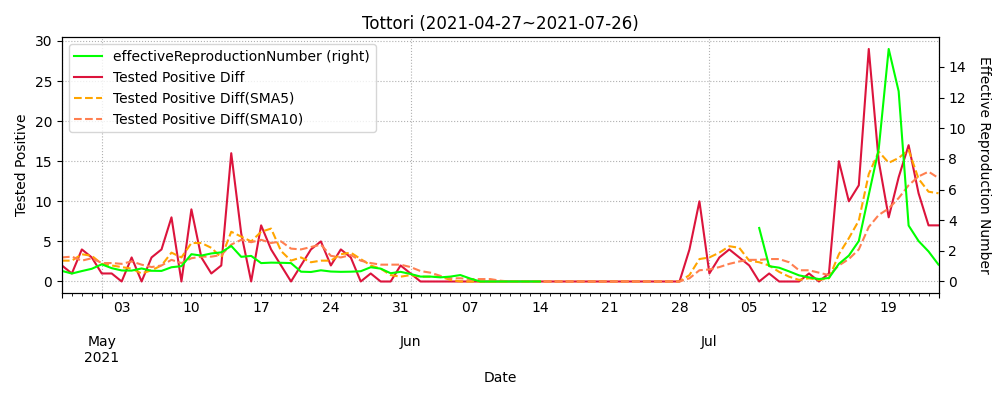 Tottori (2021-04-27~2021-07-26)
effectiveReproductionNumber (right)
Tested Positive Diff
Tested Positive Diff(SMA5)
Tested Positive Diff(SMA10)
Tested Positive
30
25
20
15
10
5
0
Effective Reproduction Number
14
12
10
8
6
4
2
0
03 10 17 24 31 07 14 21 28 05 12 19
May Jun Jul
2021
Date